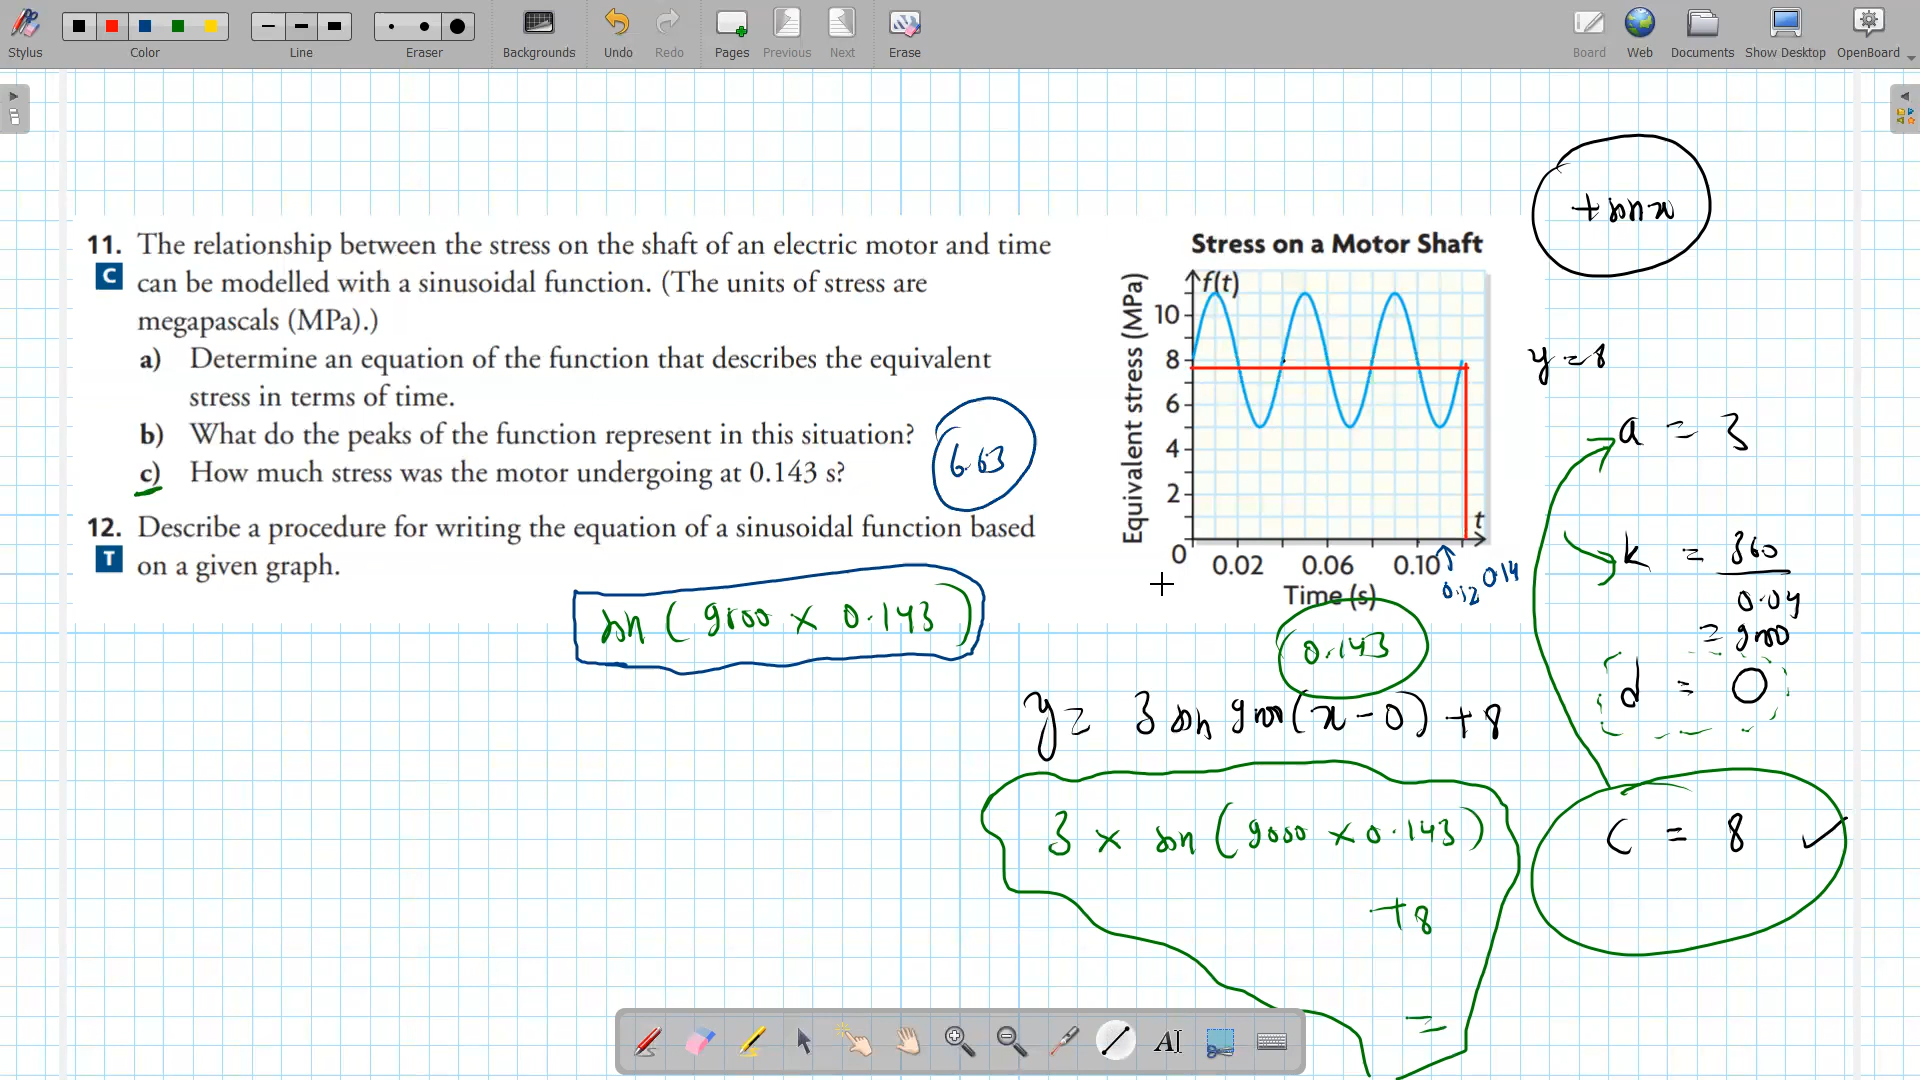 Stylus
Color
Line
Eraser
Backgrounds
Undo
Redo
Pages
Previous
Next
Erase
Board
Web
Documents
Show Desktop
OpenBoard
11. The relationship between the stress on the shaft of an electric motor and time
C can be modelled with a sinusoidal function. (The units of stress are
megapascals (MPa).)
a) Determine an equation of the function that describes the equivalent
stress in terms of time.
b) What do the peaks of the function represent in this situation?
c) How much stress was the motor undergoing at 0.143 s?
6.63
12. Describe a procedure for writing the equation of a sinusoidal function based
T on a given graph.
Stress on a Motor Shaft
f(t)
Equivalent stress (MPa)
10
8
6
4
2
0
0.02
0.06
0.10
t
Time (s)
0.12
0.14
+ sin x
y = 8
a = 3
k = 360
0.04
= 9000
d = 0
c = 8
sin ( 9000 x 0.143 )
0.143
y = 3 sin 9000 (x - 0) + 8
3 x sin ( 9000 x 0.143 )
+ 8
=
AI